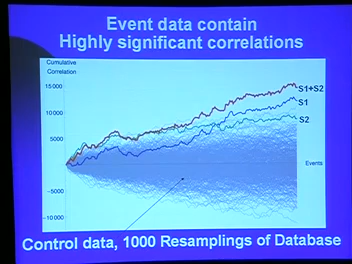 Event data contain
Highly significant correlations
Cumulative
Correlation
15000
10000
5000
-5000
-10000
S1+S2
S1
S2
Events
Control data, 1000 Resamplings of Database